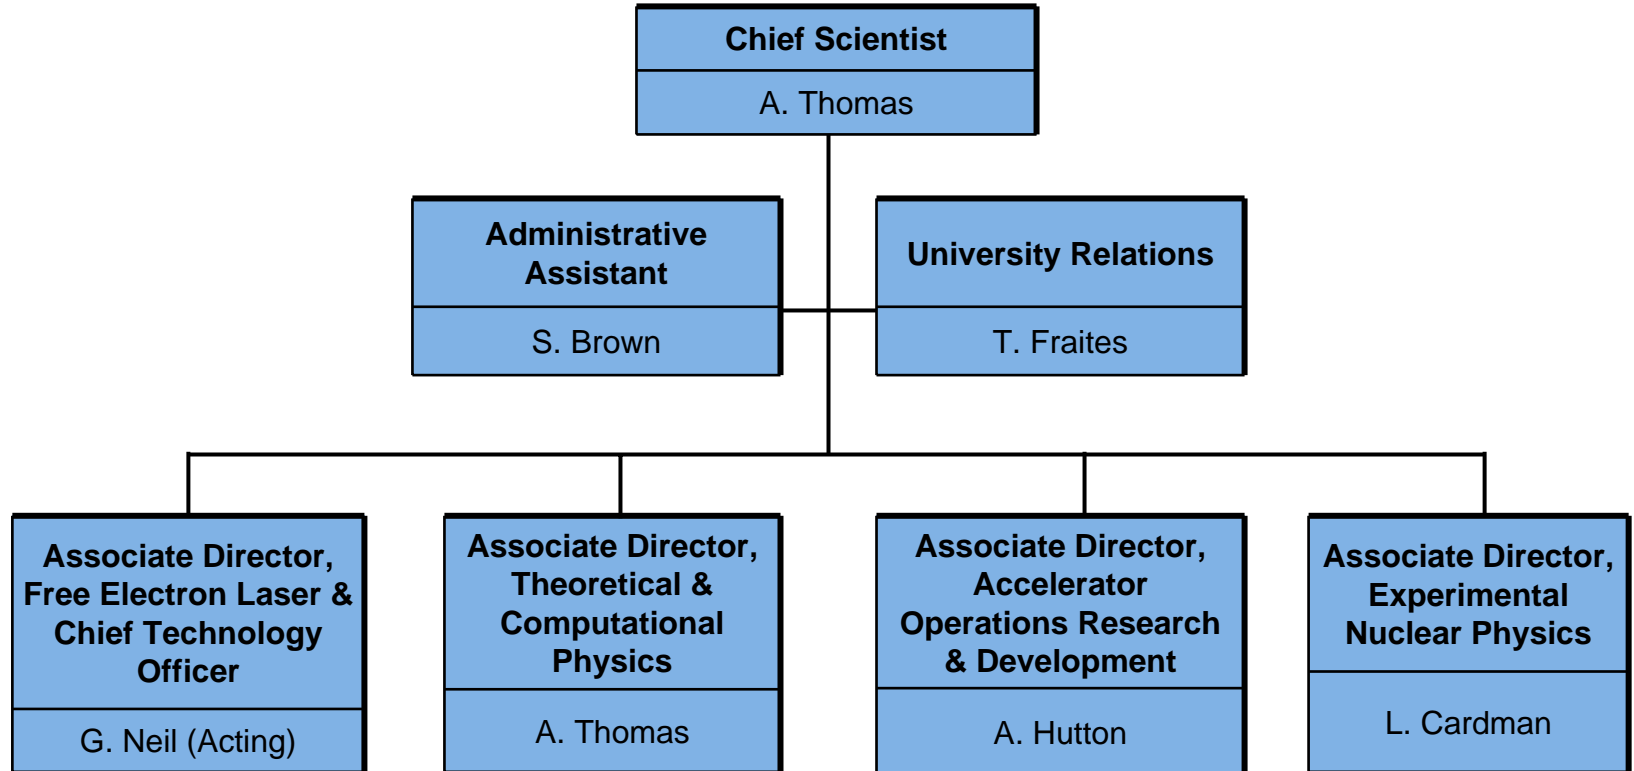 Chief Scientist
A. Thomas
Administrative
Assistant
S. Brown
University Relations
T. Fraites
Associate Director,
Free Electron Laser &
Chief Technology
Officer
G. Neil (Acting)
Associate Director,
Theoretical &
Computational
Physics
A. Thomas
Associate Director,
Accelerator
Operations Research
& Development
A. Hutton
Associate Director,
Experimental
Nuclear Physics
L. Cardman